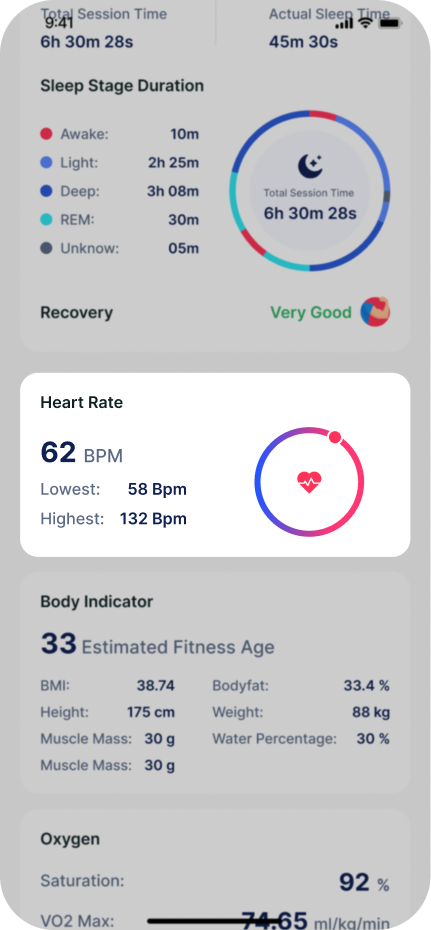 Total Session Time
Actual Sleep Time
9:41
6h 30m 28s
45m 30s
Sleep Stage Duration
Awake: 10m
Light: 2h 25m
Deep: 3h 08m
REM: 30m
Unknow: 05m
Total Session Time
6h 30m 28s
Recovery
Very Good
Heart Rate
62 BPM
Lowest: 58 Bpm
Highest: 132 Bpm
Body Indicator
33 Estimated Fitness Age
BMI: 38.74
Bodyfat: 33.4 %
Height: 175 cm
Weight: 88 kg
Muscle Mass: 30 g
Water Percentage: 30 %
Muscle Mass: 30 g
Oxygen
Saturation: 92 %
VO2 Max: 74.65 ml/kg/min